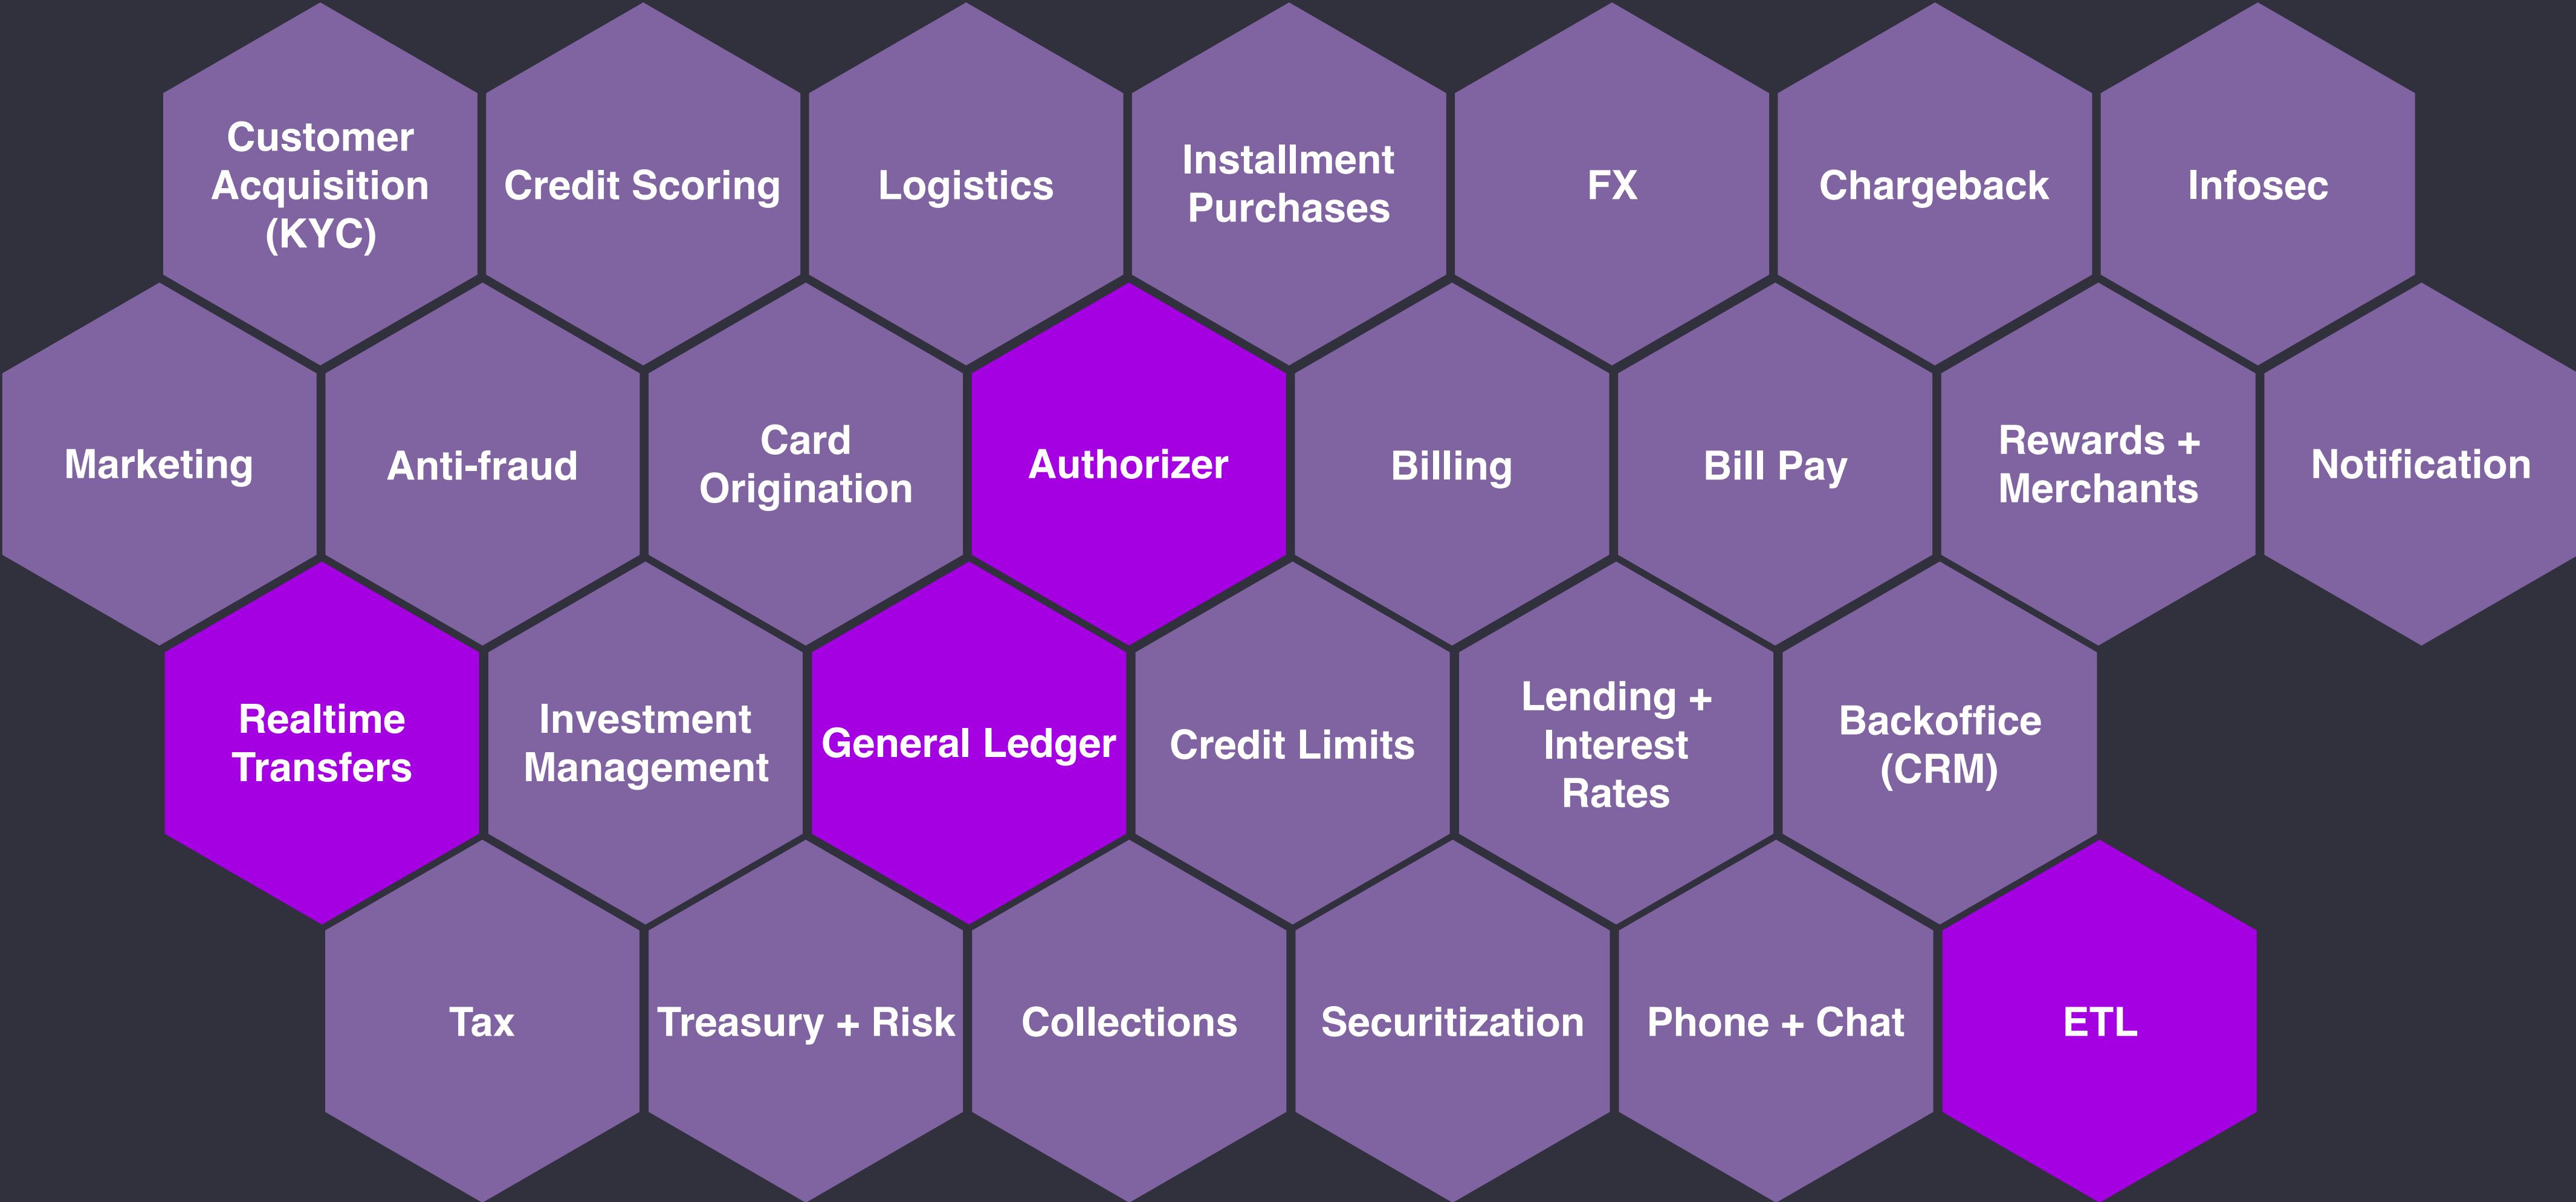 Customer
Acquisition
(KYC)
Credit Scoring
Logistics
Installment
Purchases
FX
Chargeback
Infosec
Marketing
Anti-fraud
Card
Origination
Authorizer
Billing
Bill Pay
Rewards +
Merchants
Notification
Realtime
Transfers
Investment
Management
General Ledger
Credit Limits
Lending +
Interest
Rates
Backoffice
(CRM)
Tax
Treasury + Risk
Collections
Securitization
Phone + Chat
ETL